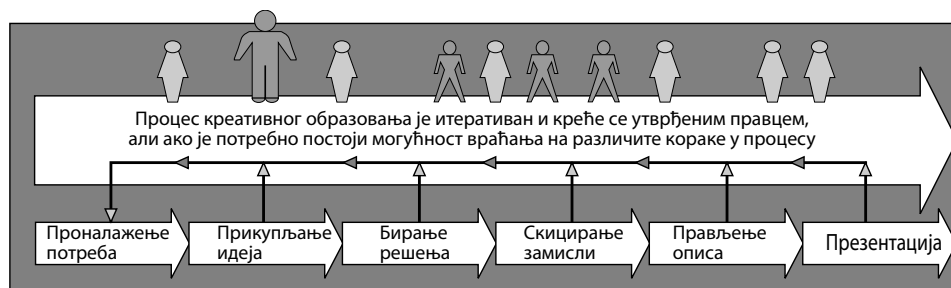 Процес креативног образовања је итеративан и креће се утврђеним правцем,
али ако је потребно постоји могућност враћања на различите кораке у процесу
Проналажење
потреба
Прикупљање
идеја
Бирање
решења
Скицирање
замисли
Прављење
описа
Презентација